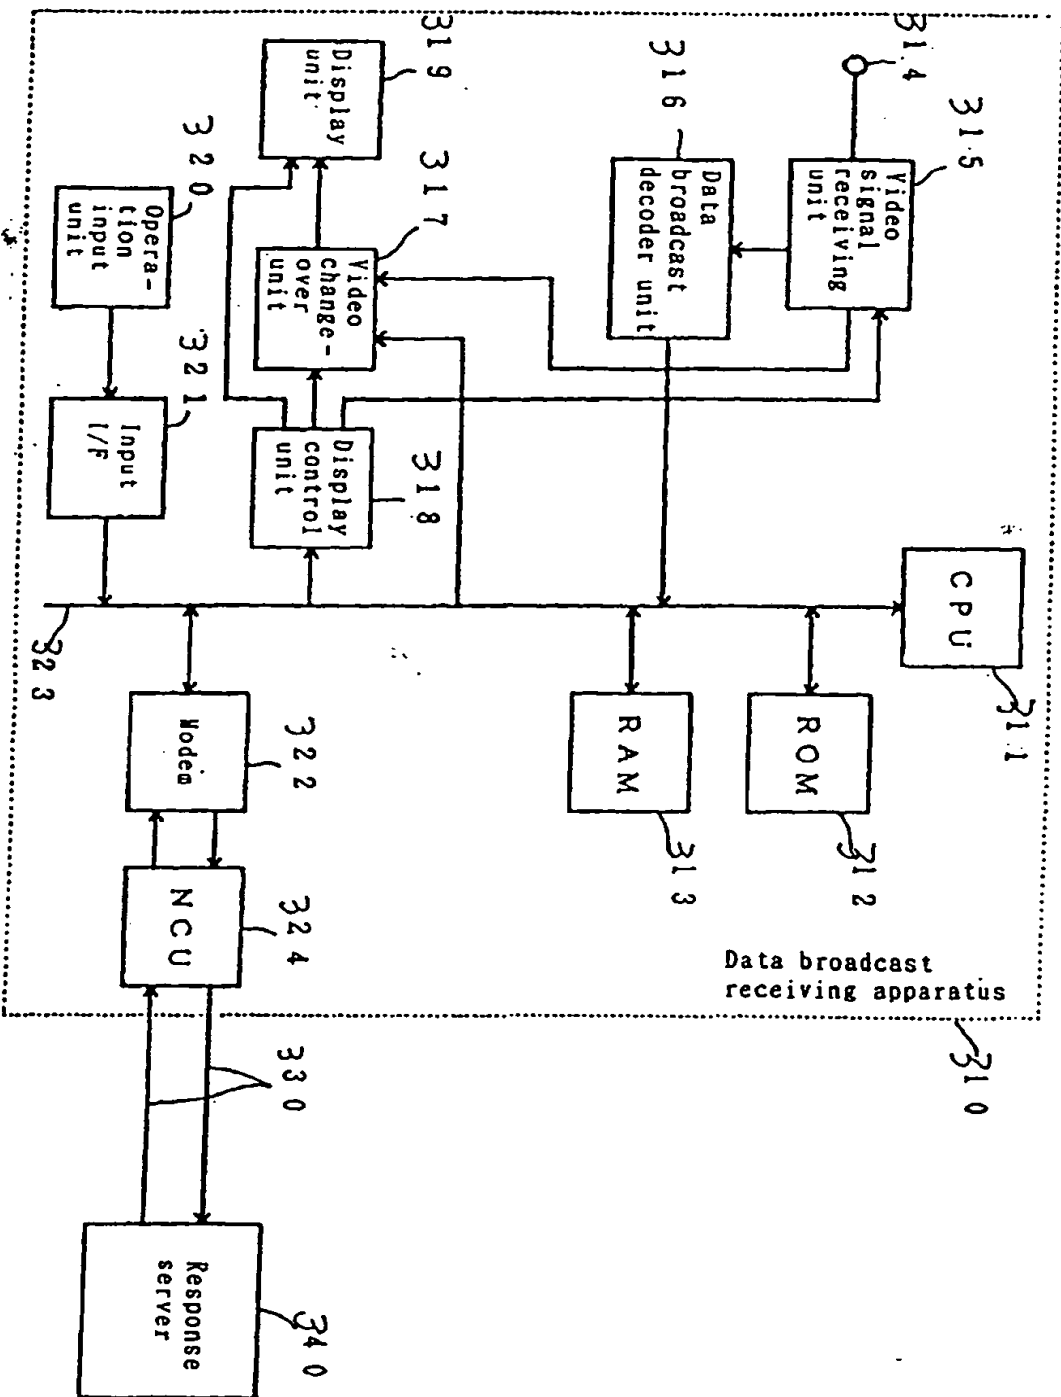 314
315
Video
signal
receiving
unit
CPU
311
ROM
312
Data broadcast
receiving apparatus
310
316
Data
broadcast
decoder unit
RAM
313
319
Display
unit
317
Video
change-
over
unit
318
Display
control
unit
322
Modem
324
NCU
330
340
Response
server
320
Opera-
tion
input
unit
321
Input
I/F
323